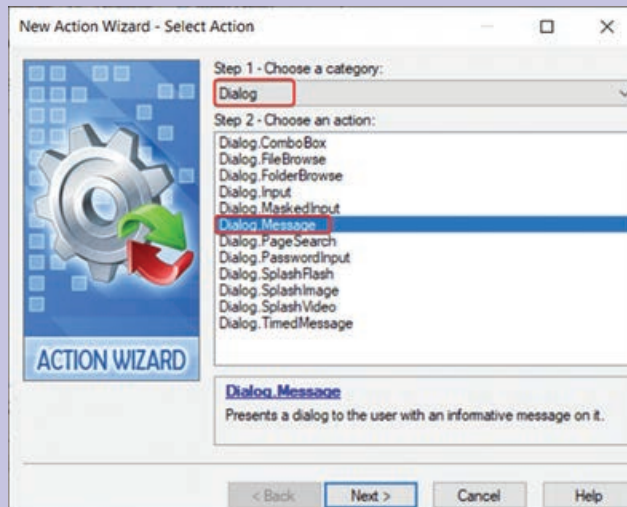 New Action Wizard - Select Action
Step 1 - Choose a category:
Dialog
Step 2 - Choose an action:
Dialog.ComboBox
Dialog.FileBrowse
Dialog.FolderBrowse
Dialog.Input
Dialog.MaskedInput
Dialog.Message
Dialog.PageSearch
Dialog.PasswordInput
Dialog.SplashFlash
Dialog.SplashImage
Dialog.SplashVideo
Dialog.TimedMessage
ACTION WIZARD
Dialog.Message
Presents a dialog to the user with an informative message on it.
< Back
Next >
Cancel
Help